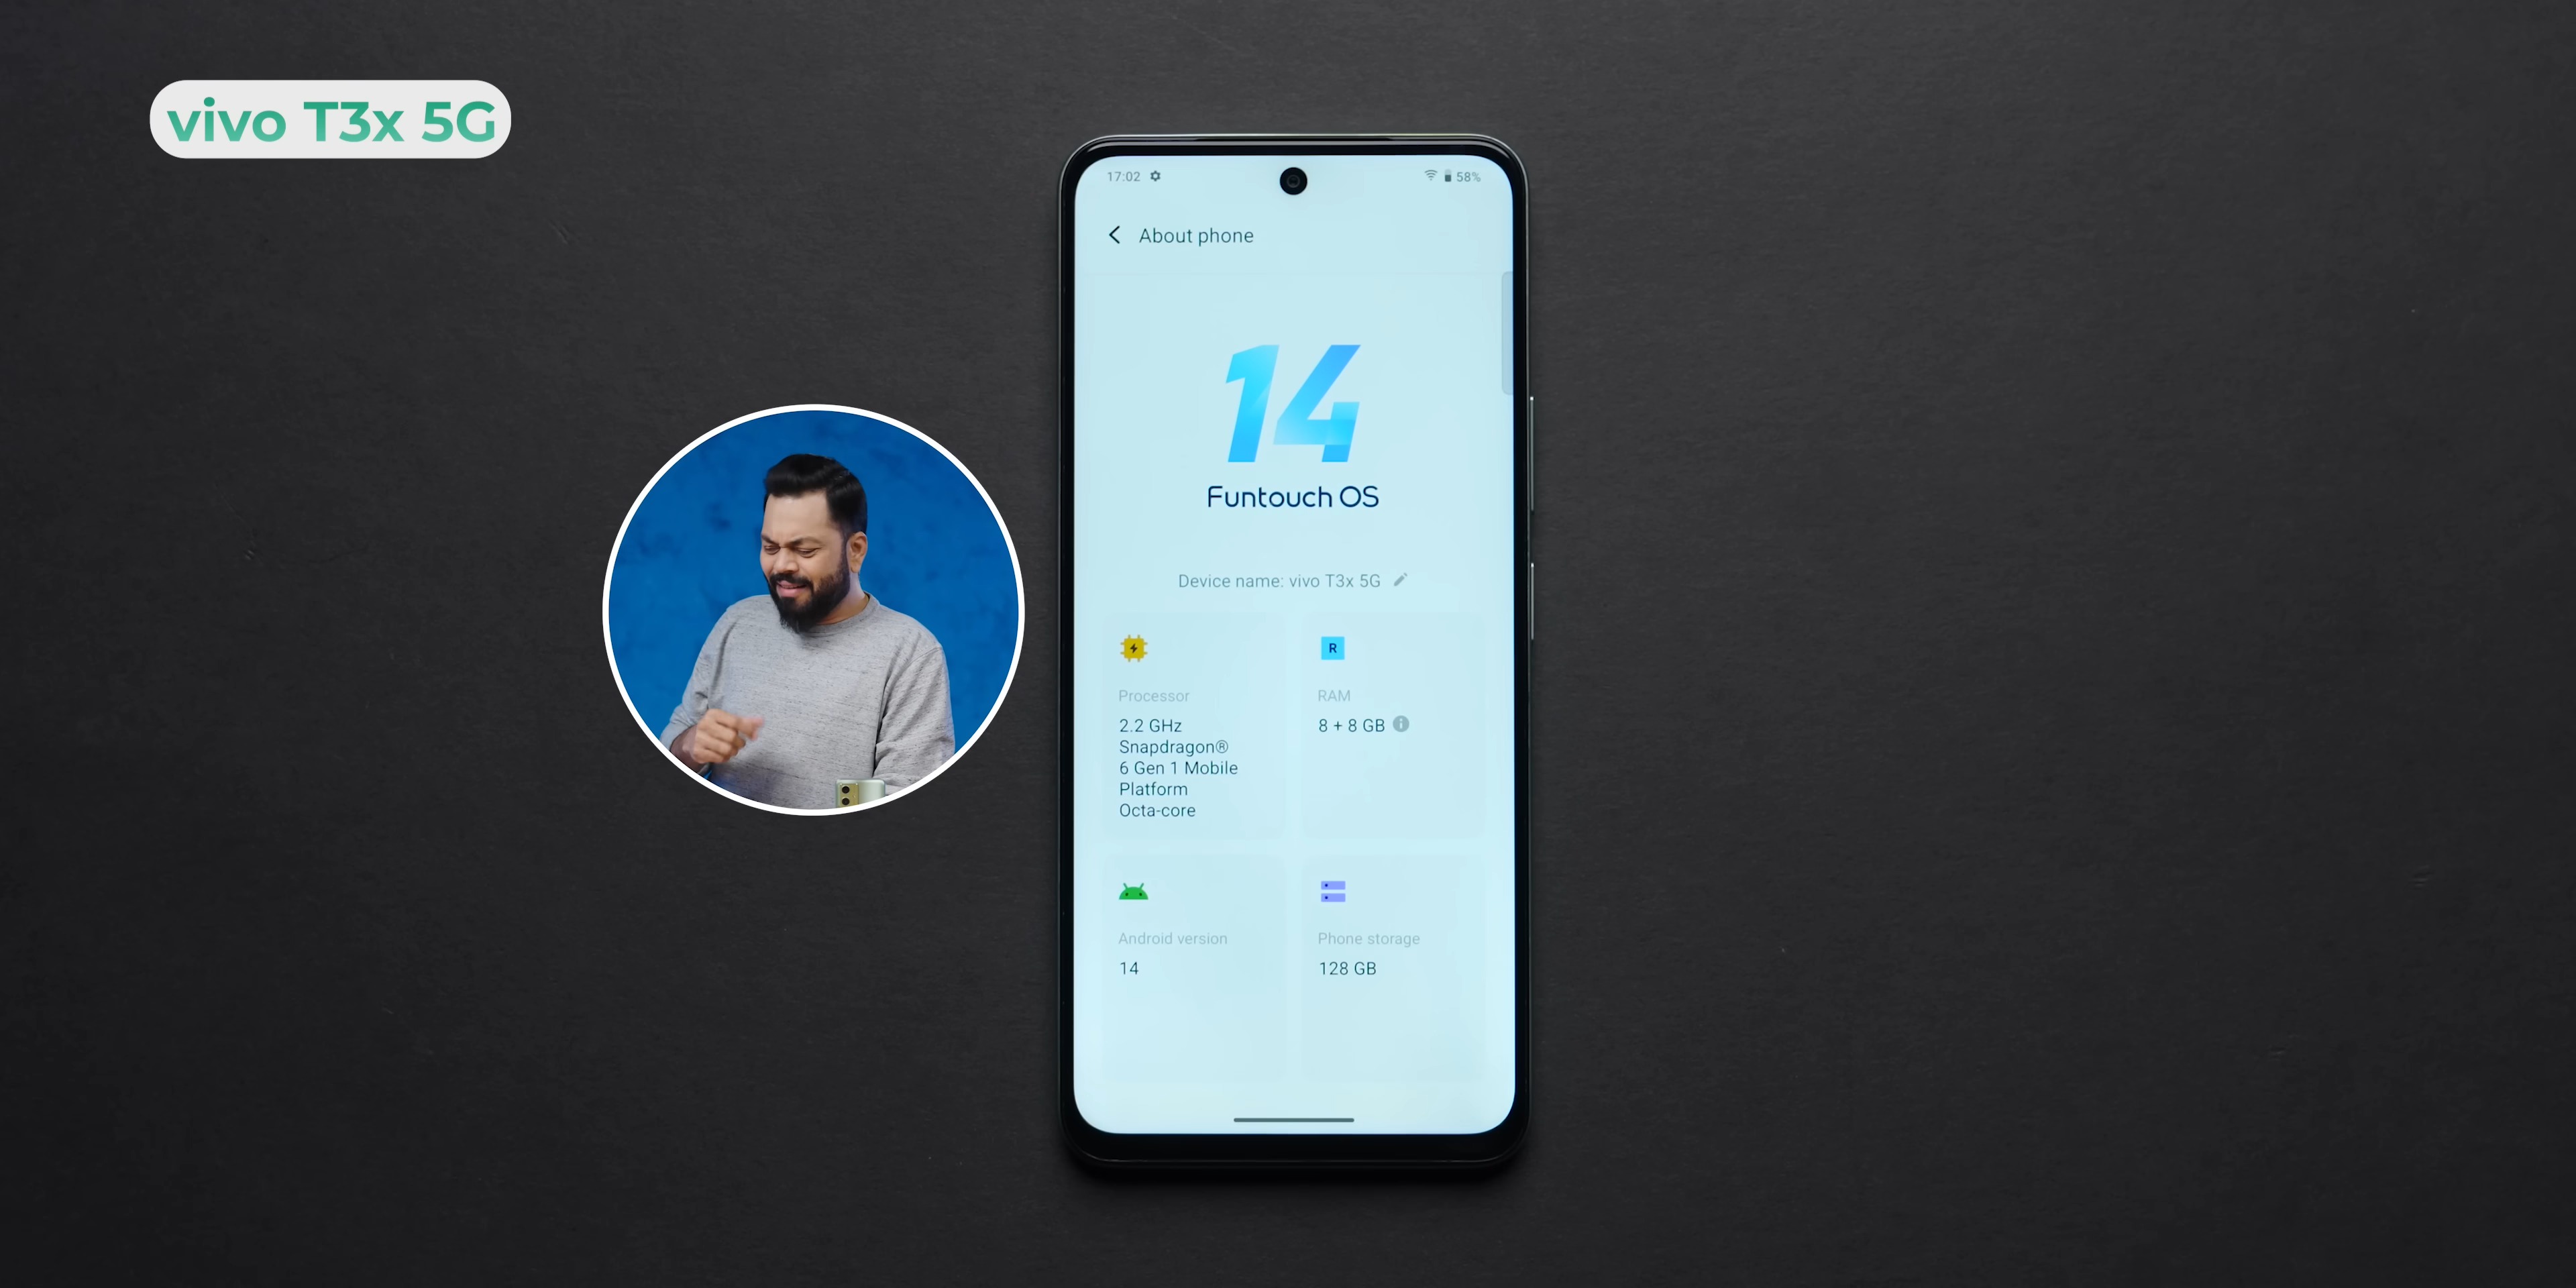 vivo T3x 5G
17:02
58%
About phone
14
Funtouch OS
Device name: vivo T3x 5G
Processor
2.2 GHz
Snapdragon®
6 Gen 1 Mobile
Platform
Octa-core
R
RAM
8 + 8 GB
Android version
14
Phone storage
128 GB